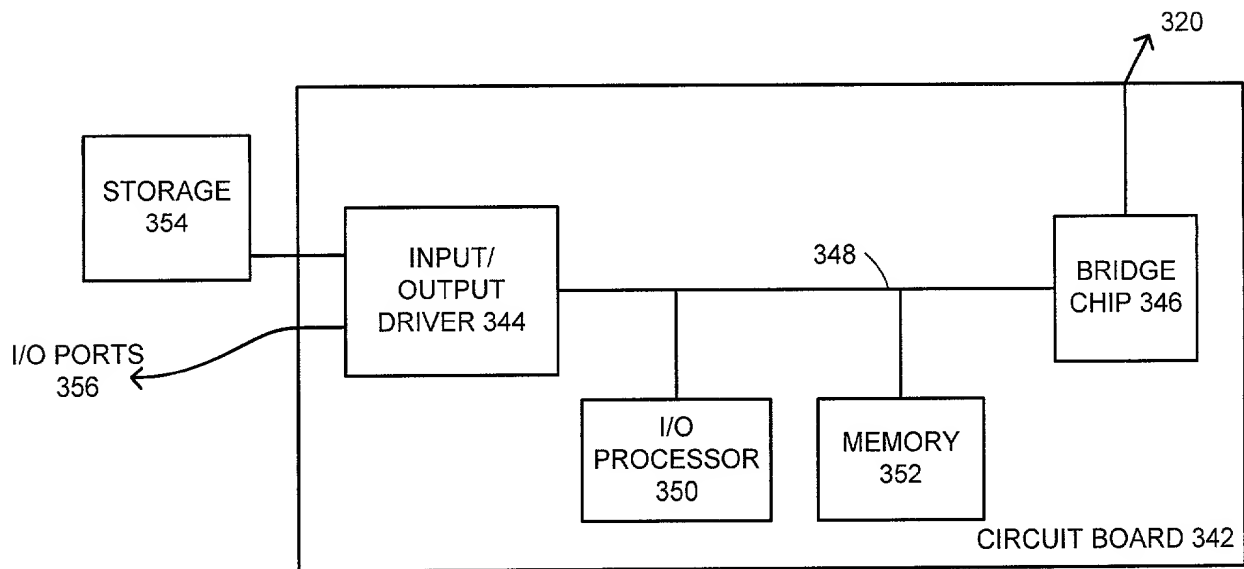 320
STORAGE
354
INPUT/
OUTPUT
DRIVER 344
348
BRIDGE
CHIP 346
I/O PORTS
356
I/O
PROCESSOR
350
MEMORY
352
CIRCUIT BOARD 342